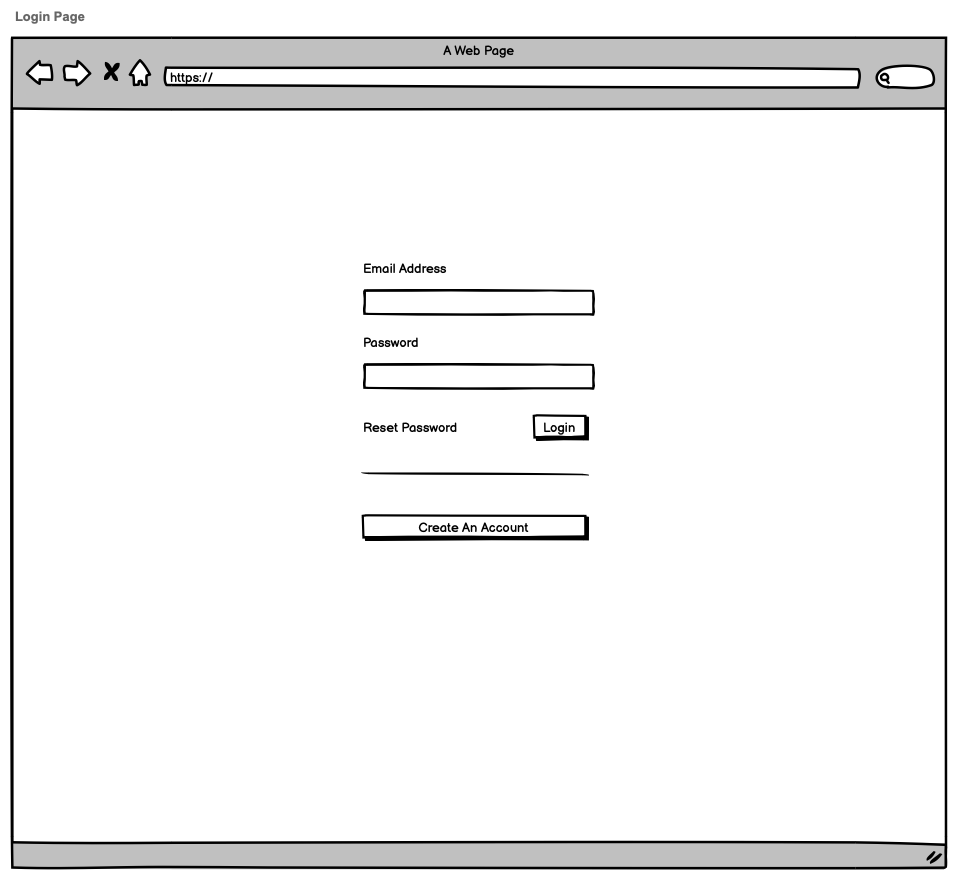 Login Page
A Web Page
https://
Email Address
Password
Reset Password
Login
Create An Account